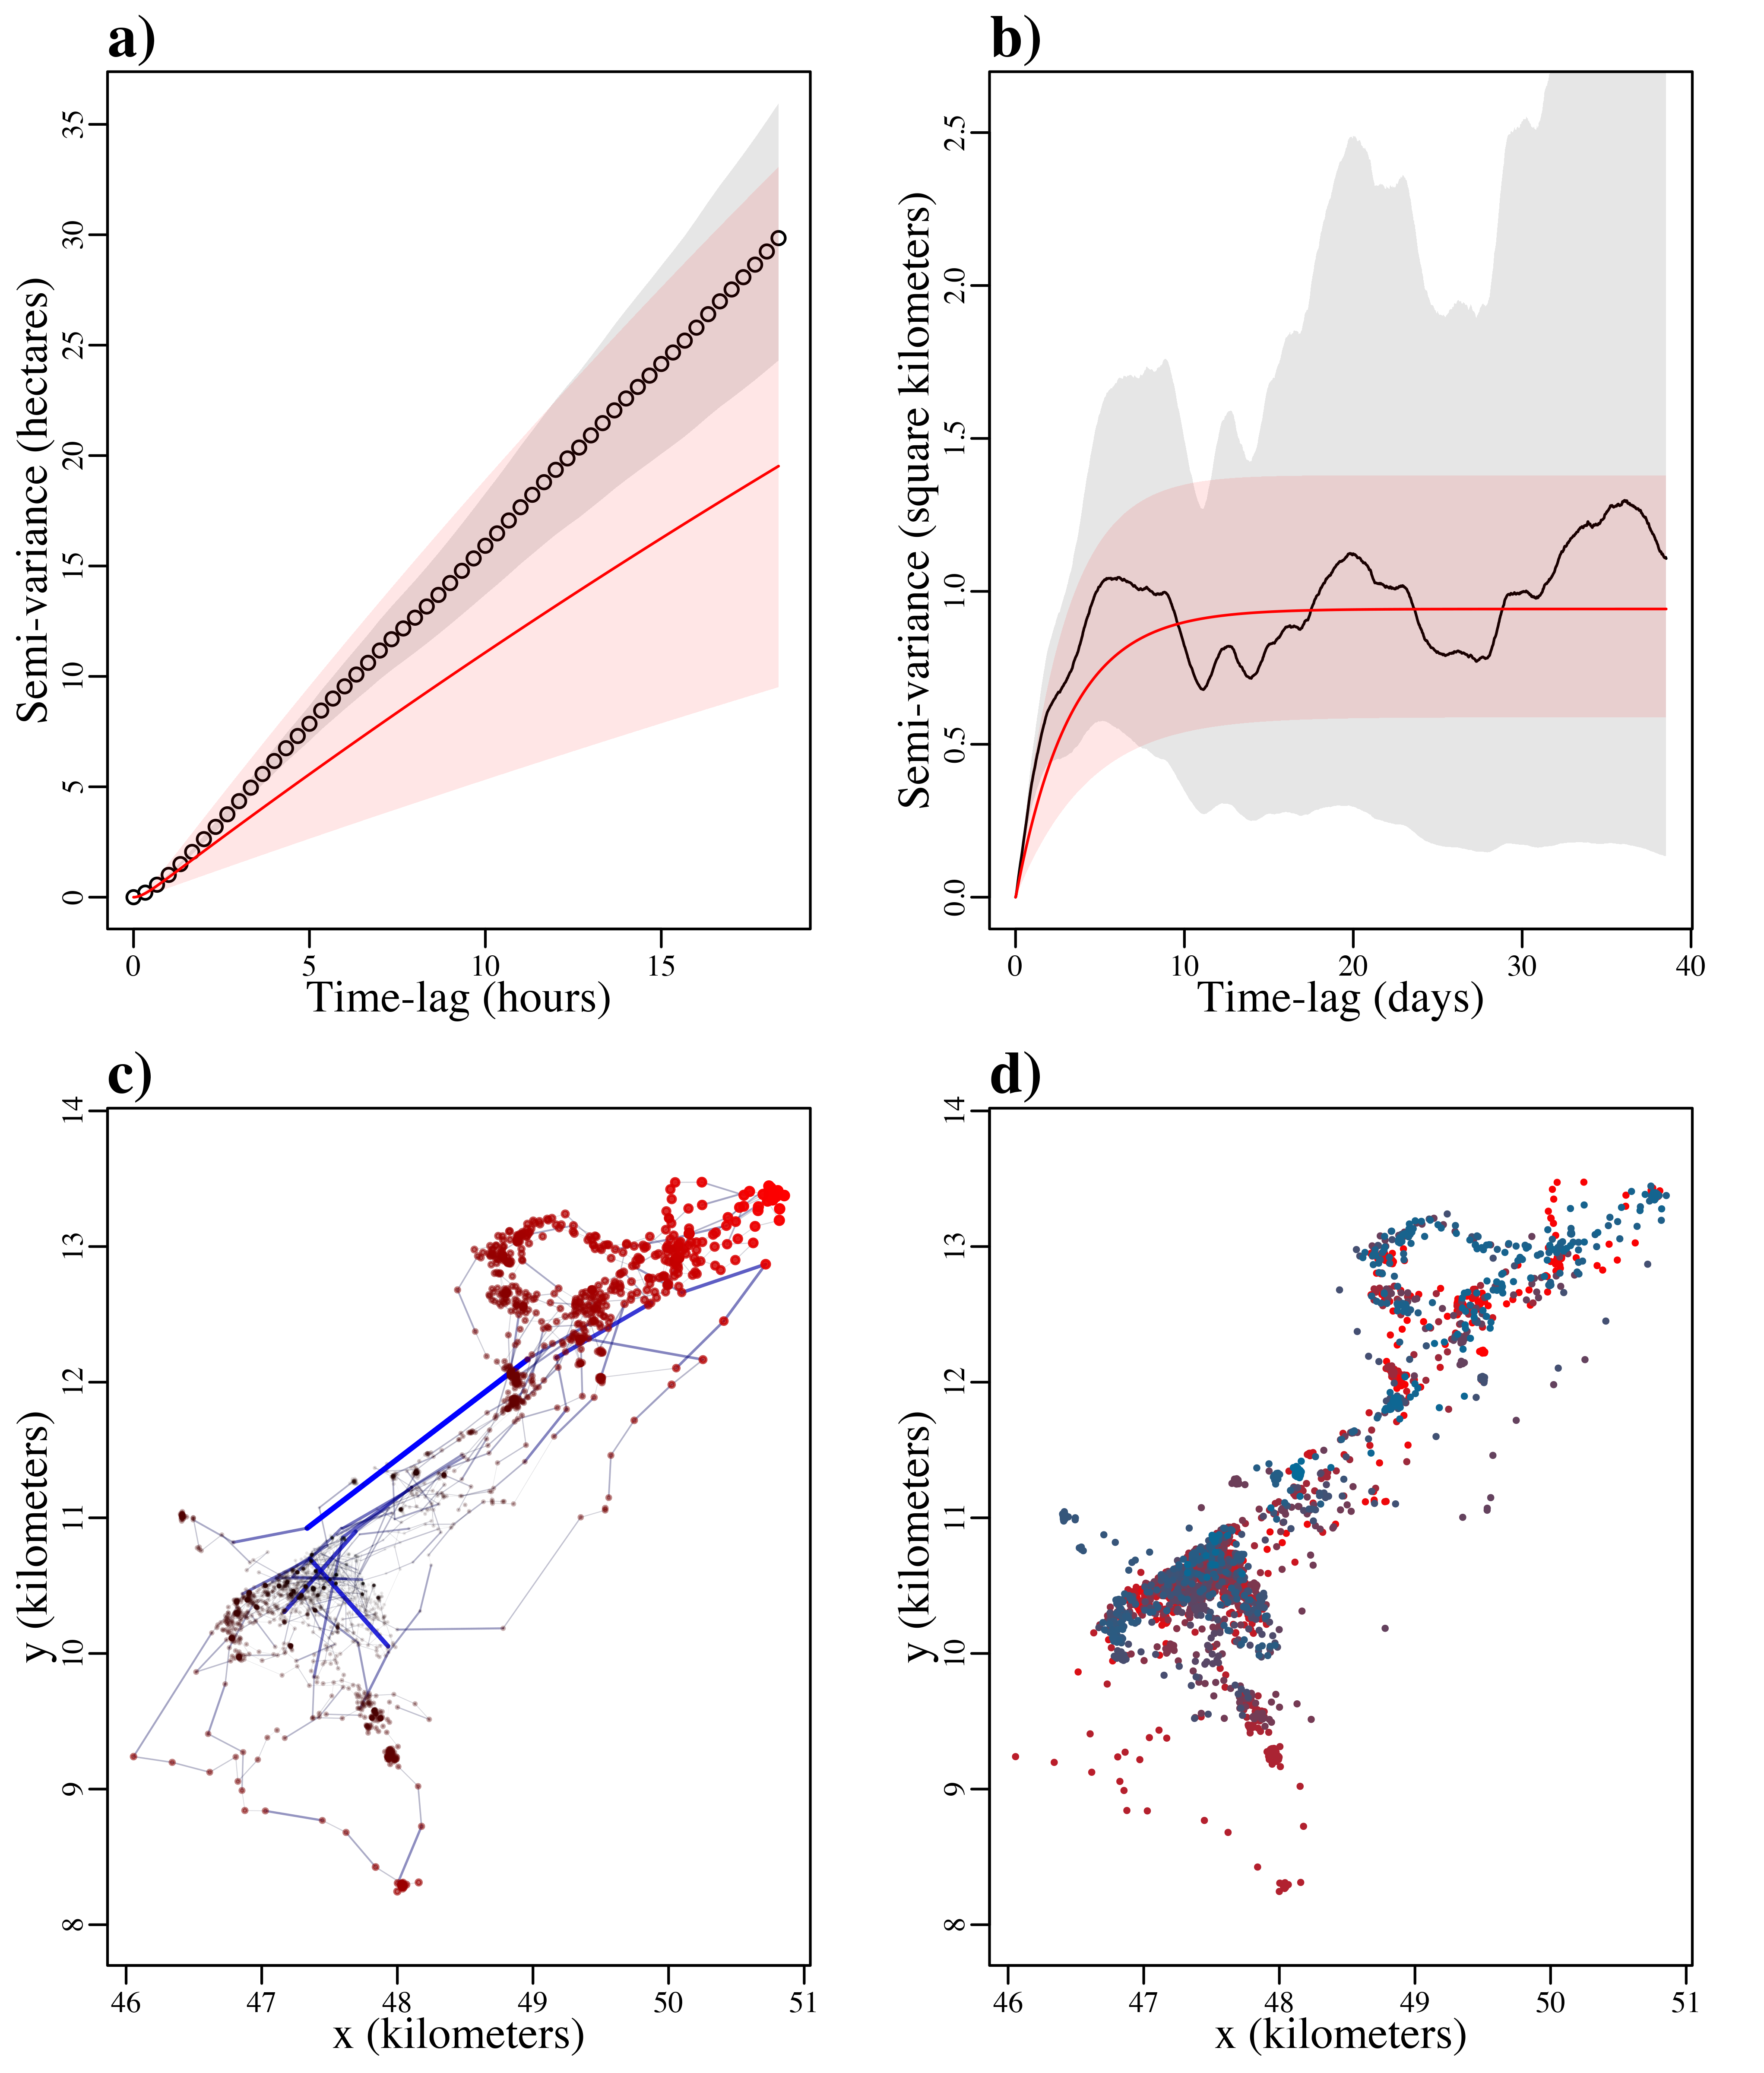 a)
Semi-variance (hectares)
35
30
25
20
15
10
5
0
0 5 10 15
Time-lag (hours)
b)
Semi-variance (square kilometers)
2.5
2.0
1.5
1.0
0.5
0.0
0 10 20 30 40
Time-lag (days)
c)
y (kilometers)
14
13
12
11
10
9
8
46 47 48 49 50 51
x (kilometers)
d)
y (kilometers)
14
13
12
11
10
9
8
46 47 48 49 50 51
x (kilometers)